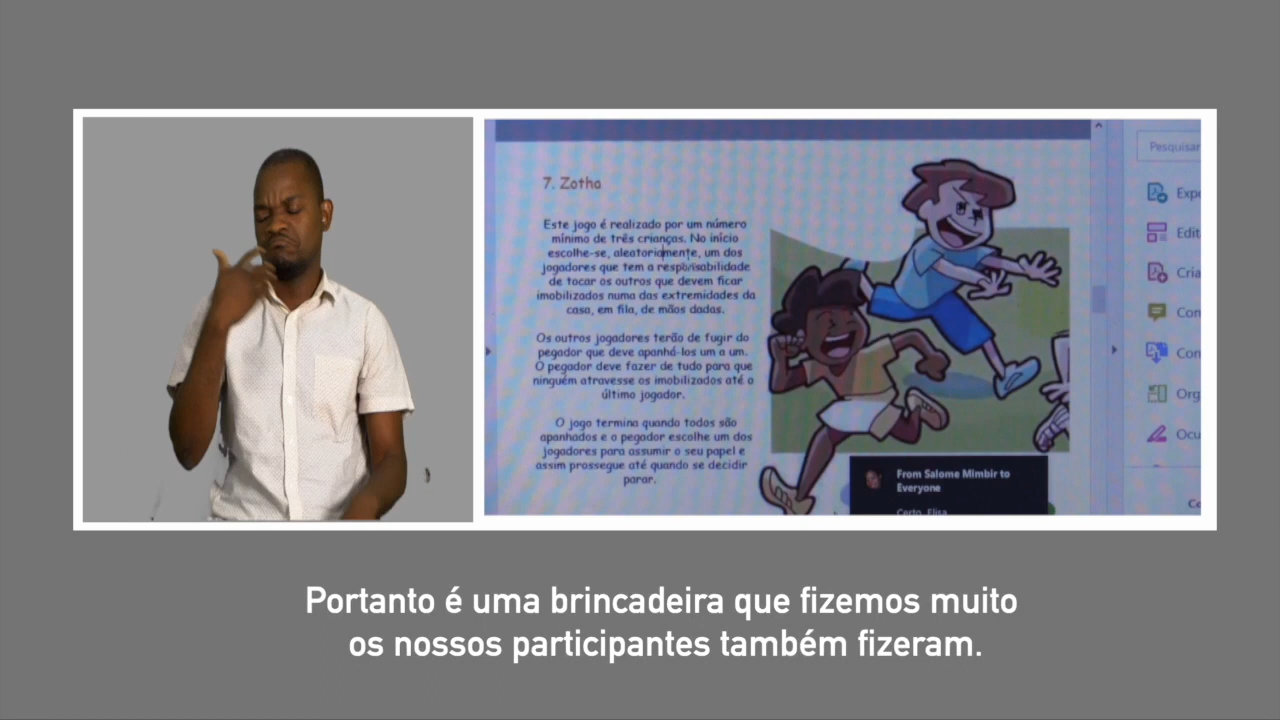 7. Zotha
Este jogo é realizado por um número
mínimo de três crianças. No início
escolhe-se, aleatoriamente, um dos
jogadores que tem a responsabilidade
de tocar os outros que devem ficar
imobilizados numa das extremidades da
casa, em fila, de mãos dadas.
Os outros jogadores terão de fugir do
pegador que deve apanhá-los um a um.
O pegador deve fazer de tudo para que
ninguém atravesse os imobilizados até o
último jogador.
O jogo termina quando todos são
apanhados e o pegador escolhe um dos
jogadores para assumir o seu papel e
assim prossegue até quando se decidir
parar.
From Salome Mimbir to
Everyone
Certo, Elisa
Pesquisar
Expo
Edit
Cria
Con
Con
Org
Ocu
Co
Portanto é uma brincadeira que fizemos muito
os nossos participantes também fizeram.